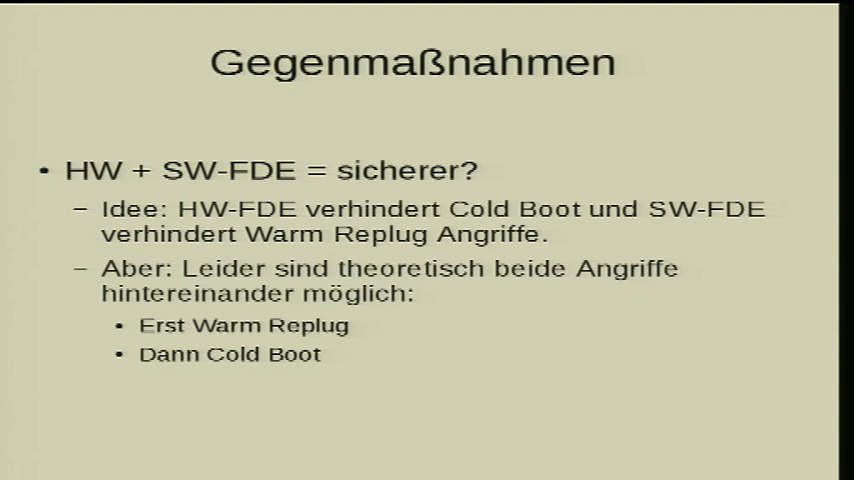 Gegenmaßnahmen
• HW + SW-FDE = sicherer?
– Idee: HW-FDE verhindert Cold Boot und SW-FDE
verhindert Warm Replug Angriffe.
– Aber: Leider sind theoretisch beide Angriffe
hintereinander möglich:
• Erst Warm Replug
• Dann Cold Boot